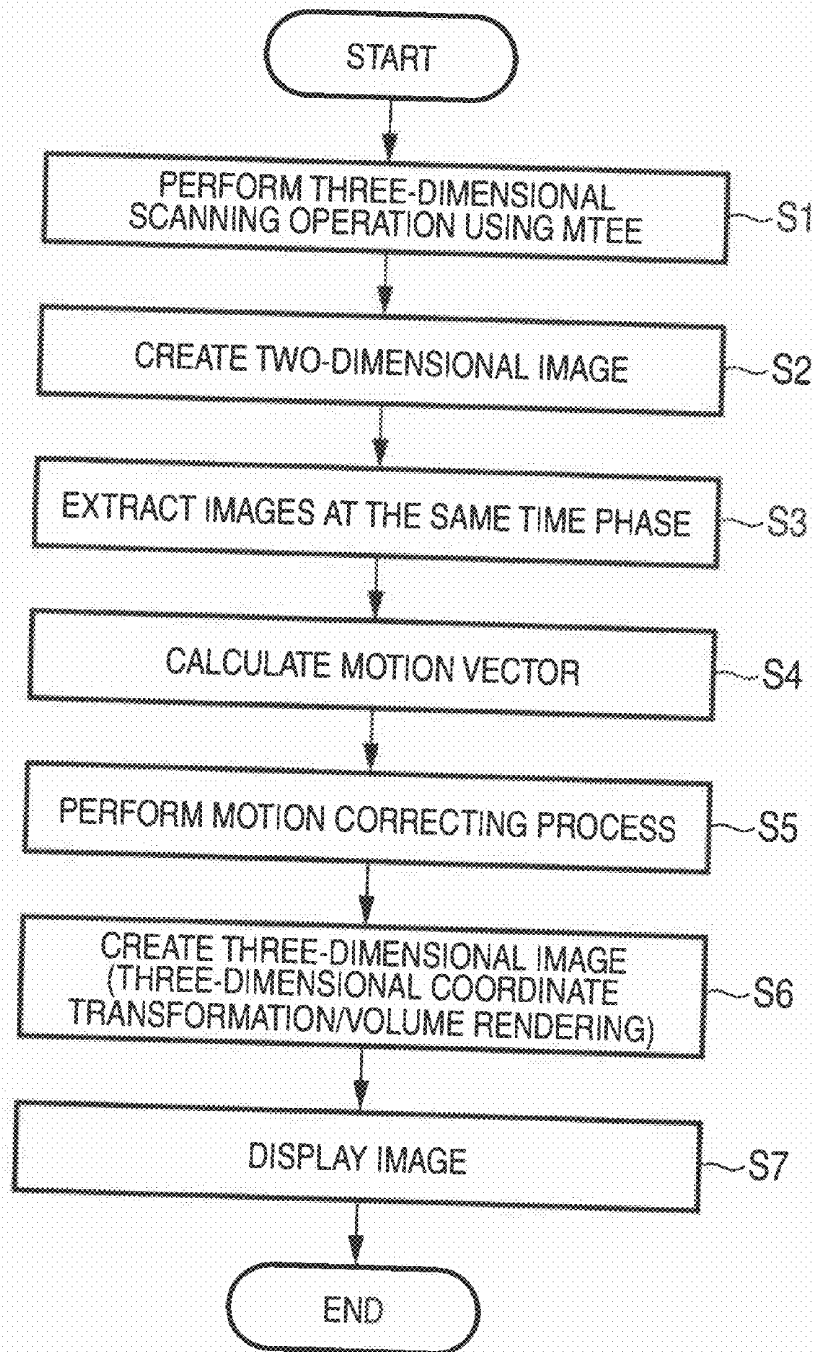 START
PERFORM THREE-DIMENSIONAL
SCANNING OPERATION USING MTEE
S1
CREATE TWO-DIMENSIONAL IMAGE
S2
EXTRACT IMAGES AT THE SAME TIME PHASE
S3
CALCULATE MOTION VECTOR
S4
PERFORM MOTION CORRECTING PROCESS
S5
CREATE THREE-DIMENSIONAL IMAGE
(THREE-DIMENSIONAL COORDINATE
TRANSFORMATION/VOLUME RENDERING)
S6
DISPLAY IMAGE
S7
END